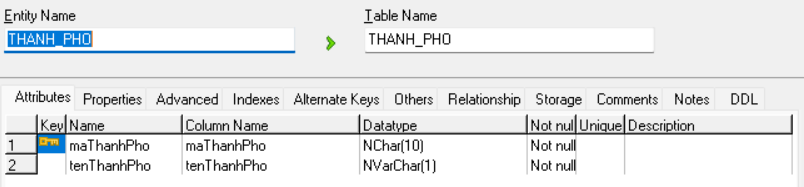 Entity Name Table Name
THANH_PHO THANH_PHO
Attributes Properties Advanced Indexes Alternate Keys Others Relationship Storage Comments Notes DDL
Key Name Column Name Datatype Not nul Unique Description
1 maThanhPho maThanhPho NChar(10) Not null
2 tenThanhPho tenThanhPho NVarChar(1) Not null